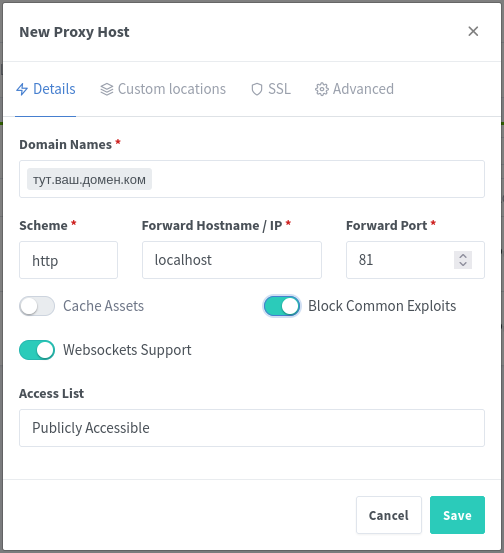 New Proxy Host
Details Custom locations SSL Advanced
Domain Names *
тут.ваш.домен.ком
Scheme * Forward Hostname / IP * Forward Port *
http localhost 81
Cache Assets Block Common Exploits
Websockets Support
Access List
Publicly Accessible
Cancel Save